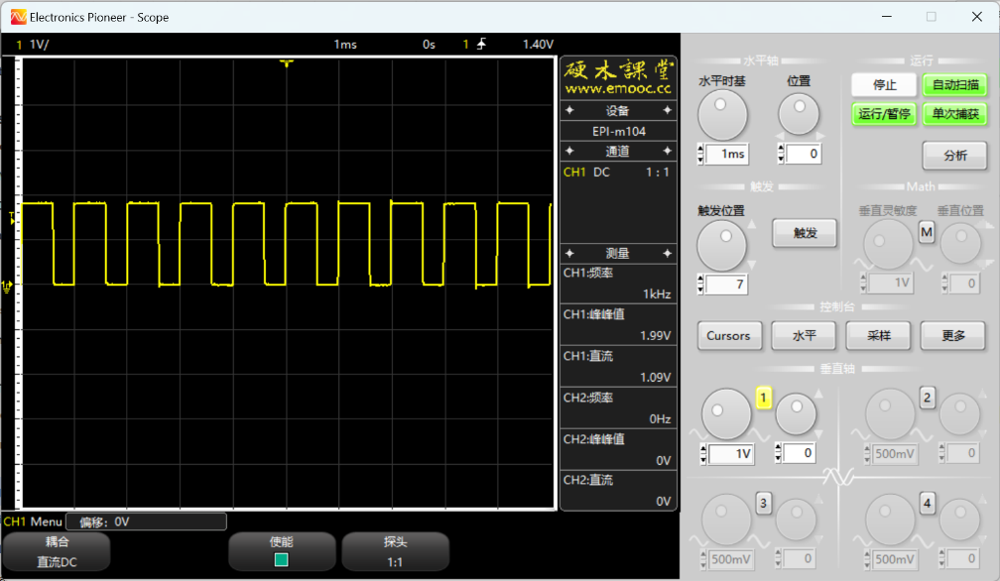 Electronics Pioneer - Scope
1 1V/ 1ms 0s 1 1.40V
硬木課堂
www.emooc.cc
设备
EPI-m104
通道
CH1 DC 1 : 1
测量
CH1:频率
1kHz
CH1:峰峰值
1.99V
CH1:直流
1.09V
CH2:频率
0Hz
CH2:峰峰值
0V
CH2:直流
0V
T
1
CH1 Menu 偏移: 0V
耦合
直流DC
使能
探头
1:1
水平轴
水平时基 位置
1ms 0
运行
停止 自动扫描
运行/暂停 单次捕获
分析
触发
触发位置
触发
7
Math
垂直灵敏度 垂直位置
M
1V 0
控制台
Cursors 水平 采样 更多
垂直轴
1 2
1V 0 500mV 0
3 4
500mV 0 500mV 0